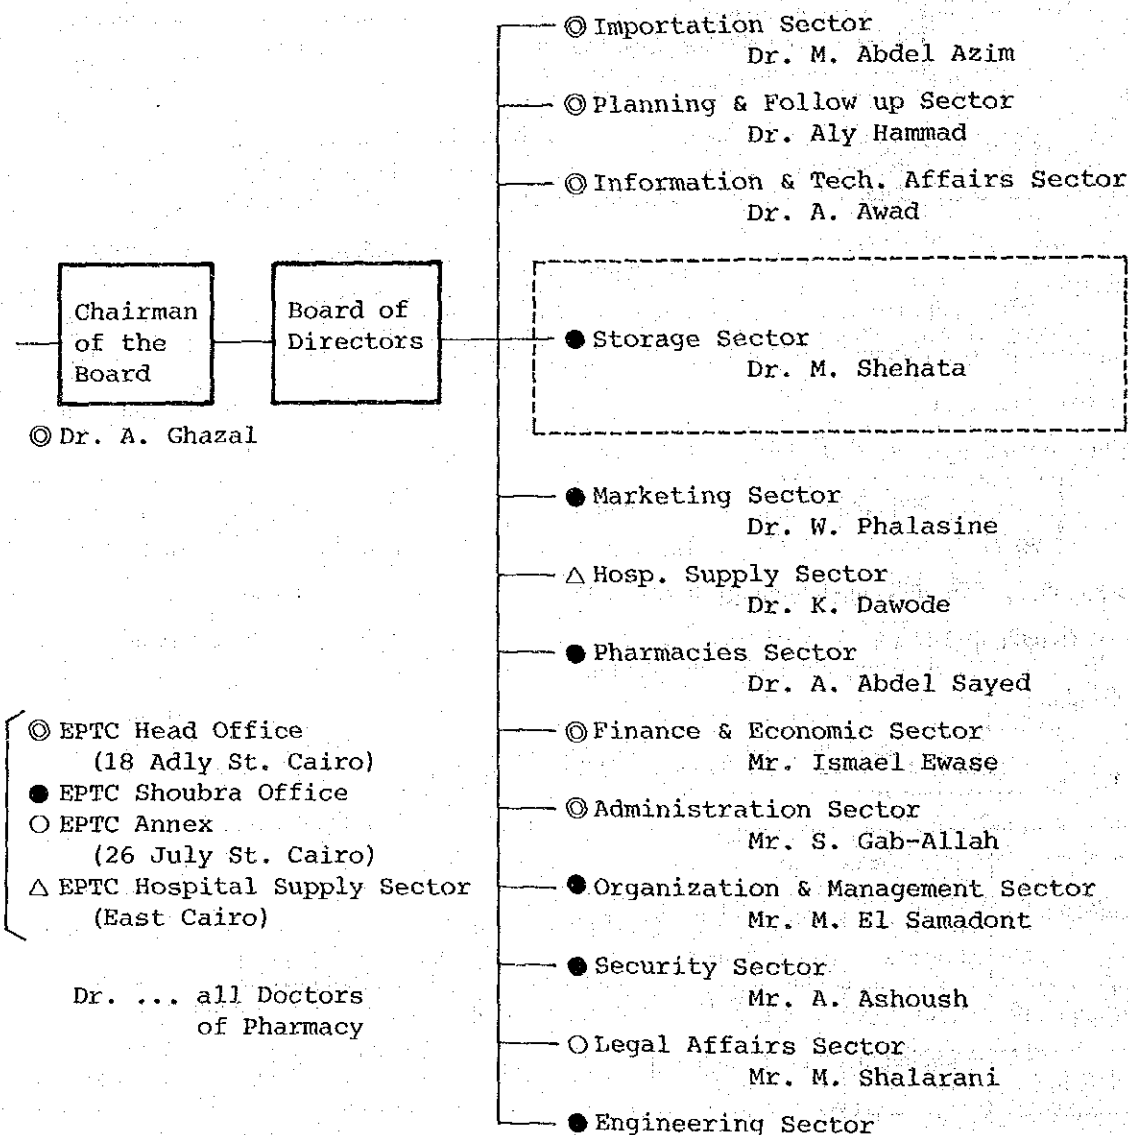 ◎ Importation Sector
Dr. M. Abdel Azim
◎ Planning & Follow up Sector
Dr. Aly Hammad
◎ Information & Tech. Affairs Sector
Dr. A. Awad
Chairman
of the
Board
Board of
Directors
◎ Dr. A. Ghazal
● Storage Sector
Dr. M. Shehata
● Marketing Sector
Dr. W. Phalasine
△ Hosp. Supply Sector
Dr. K. Dawode
● Pharmacies Sector
Dr. A. Abdel Sayed
◎ Finance & Economic Sector
Mr. Ismael Ewase
◎ Administration Sector
Mr. S. Gab-Allah
● Organization & Management Sector
Mr. M. El Samadont
● Security Sector
Mr. A. Ashoush
○ Legal Affairs Sector
Mr. M. Shalarani
● Engineering Sector
◎ EPTC Head Office
(18 Adly St. Cairo)
● EPTC Shoubra Office
○ EPTC Annex
(26 July St. Cairo)
△ EPTC Hospital Supply Sector
(East Cairo)
Dr. ... all Doctors
of Pharmacy